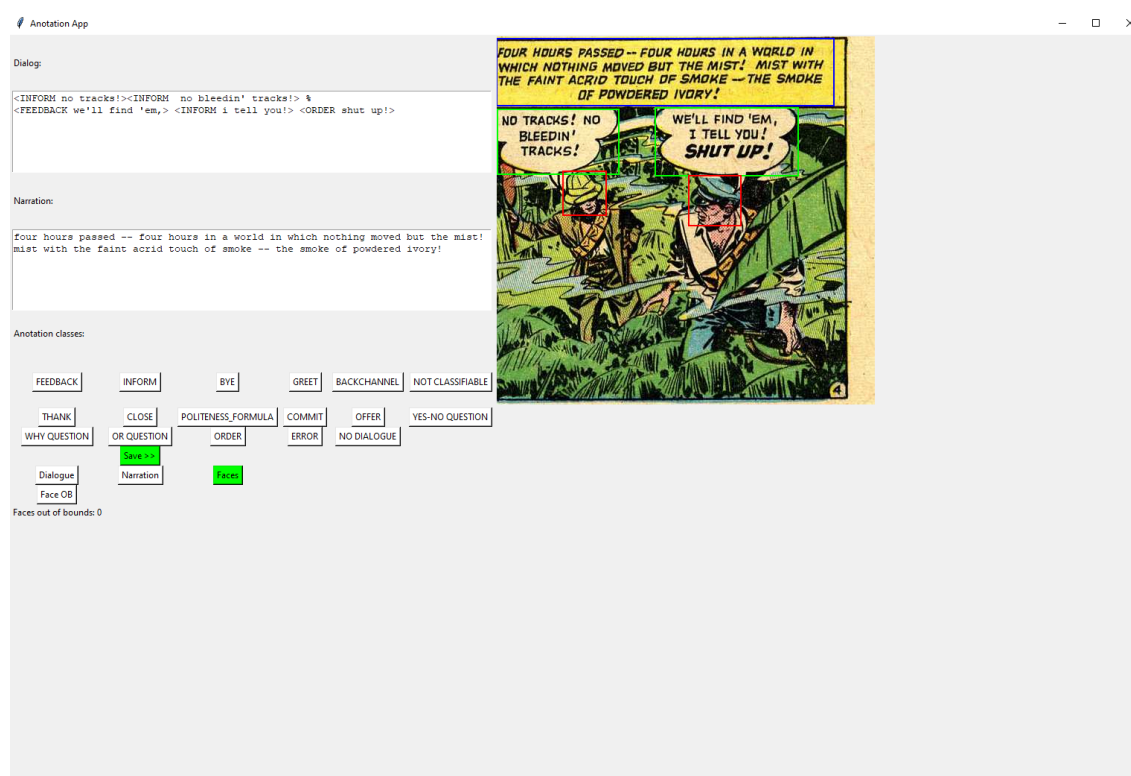 Anotation App
Dialog:
<INFORM no tracks!><INFORM  no bleedin' tracks!> %
<FEEDBACK we'll find 'em,> <INFORM i tell you!> <ORDER shut up!>
Narration:
four hours passed -- four hours in a world in which nothing moved but the mist!
mist with the faint acrid touch of smoke -- the smoke of powdered ivory!
Anotation classes:
FEEDBACK INFORM BYE GREET BACKCHANNEL NOT CLASSIFIABLE
THANK CLOSE POLITENESS_FORMULA COMMIT OFFER YES-NO QUESTION
WHY QUESTION OR QUESTION ORDER ERROR NO DIALOGUE
Save >>
Dialogue Narration Faces
Face OB
Faces out of bounds: 0
FOUR HOURS PASSED -- FOUR HOURS IN A WORLD IN
WHICH NOTHING MOVED BUT THE MIST! MIST WITH
THE FAINT ACRID TOUCH OF SMOKE -- THE SMOKE
OF POWDERED IVORY!
NO TRACKS! NO
BLEEDIN'
TRACKS!
WE'LL FIND 'EM,
I TELL YOU!
SHUT UP!
4